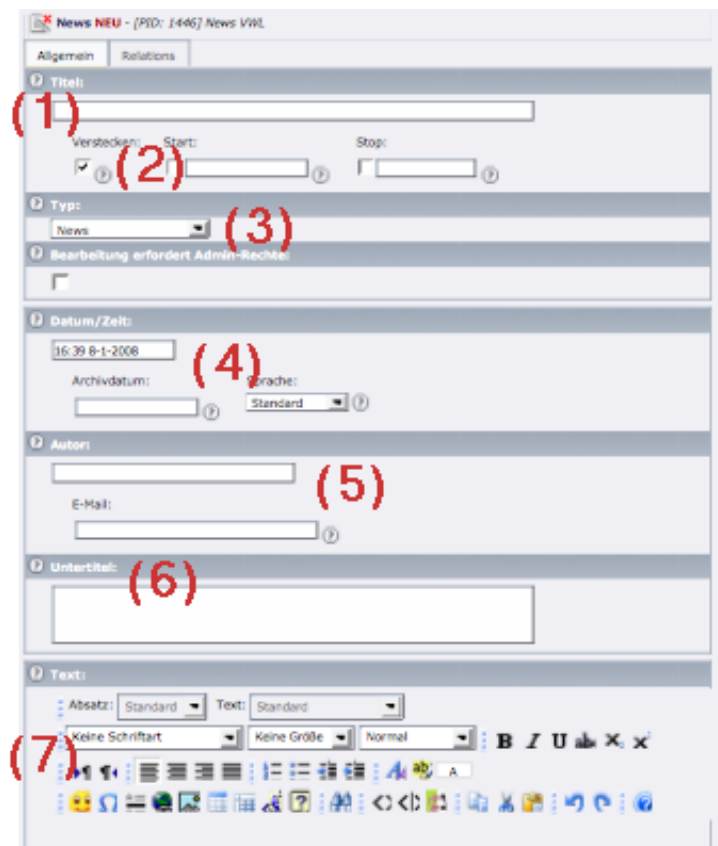 News NEU - [PID: 1446] News VWL
Allgemein Relations
Titel:
(1)
Verstecken: Start: Stop:
(2)
Typ:
News (3)
Bearbeitung erfordert Admin-Rechte:
Datum/Zeit:
16:39 8-1-2008
(4)
Archivdatum: Sprache:
Standard
Autor:
(5)
E-Mail:
Untertitel: (6)
Text:
Absatz: Standard Text: Standard
Keine Schriftart Keine Größe Normal B I U abc X, x
(7)